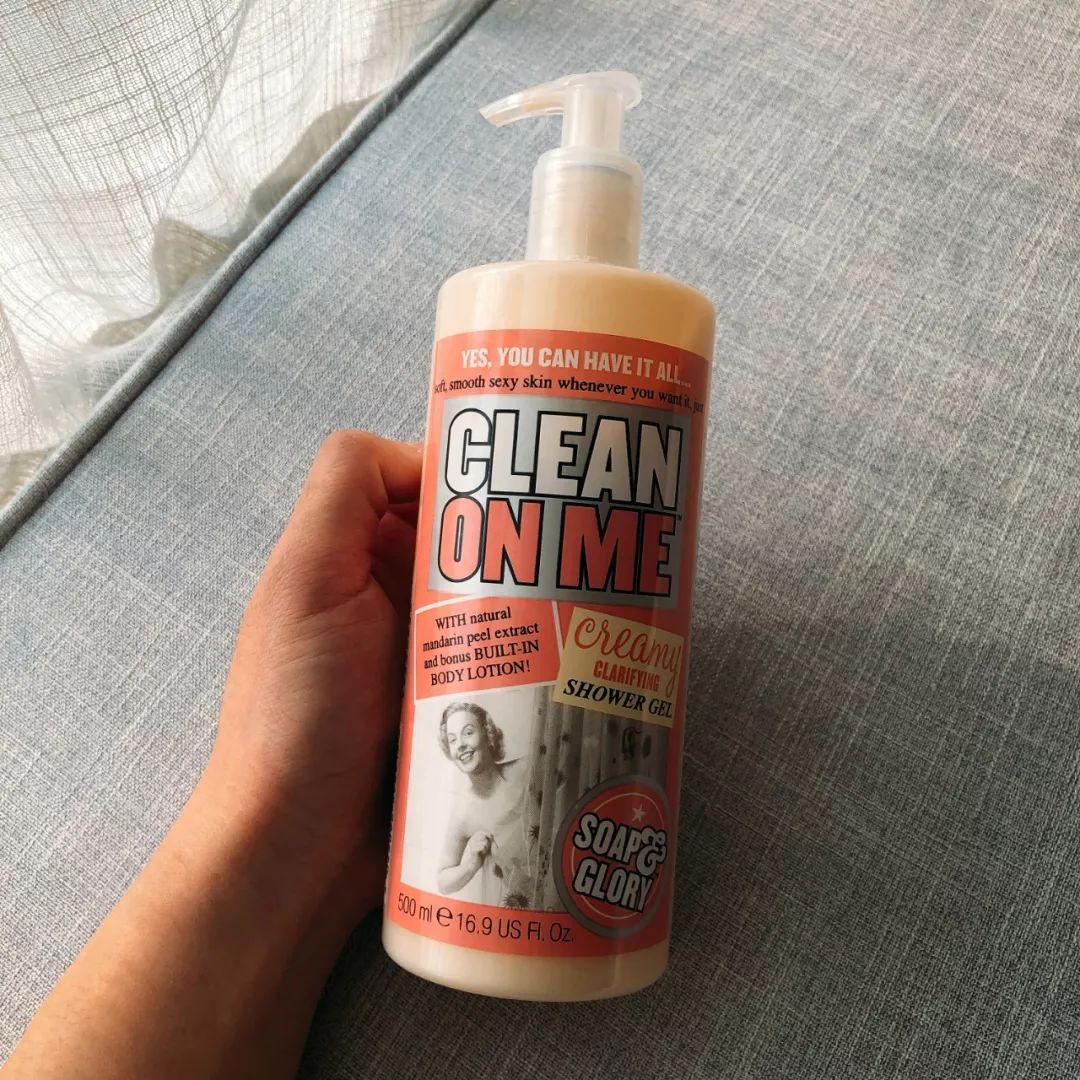 YES, YOU CAN HAVE IT ALL...
soft, smooth sexy skin whenever you want it, just
CLEAN
ON ME™
WITH natural
mandarin peel extract
and bonus BUILT-IN
BODY LOTION!
Creamy
CLARIFYING
SHOWER GEL
SOAP &
GLORY
500 ml ℮ 16.9 US Fl. Oz.